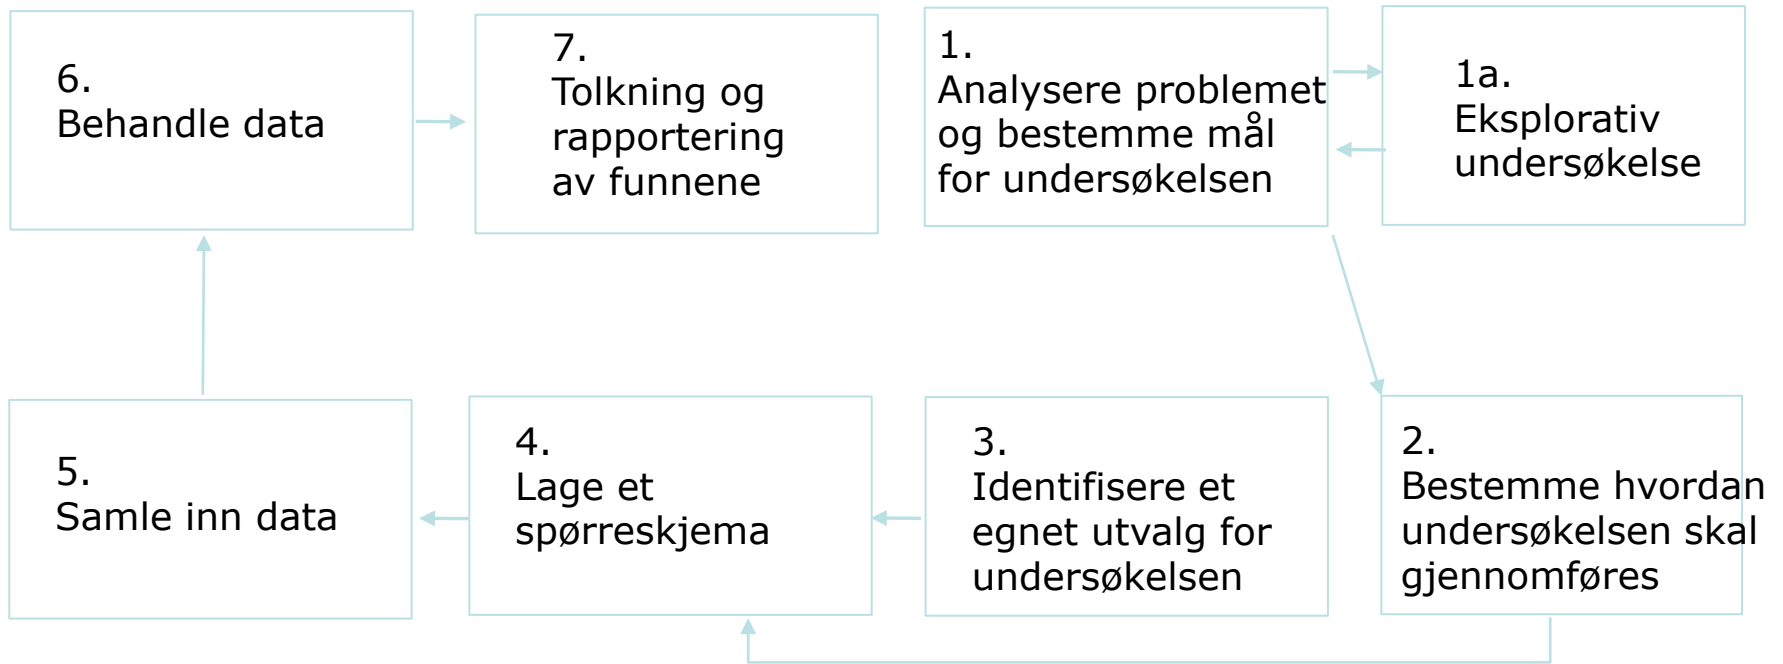 6.
Behandle data
7.
Tolkning og
rapportering
av funnene
1.
Analysere problemet
og bestemme mål
for undersøkelsen
1a.
Eksplorativ
undersøkelse
5.
Samle inn data
4.
Lage et
spørreskjema
3.
Identifisere et
egnet utvalg for
undersøkelsen
2.
Bestemme hvordan
undersøkelsen skal
gjennomføres